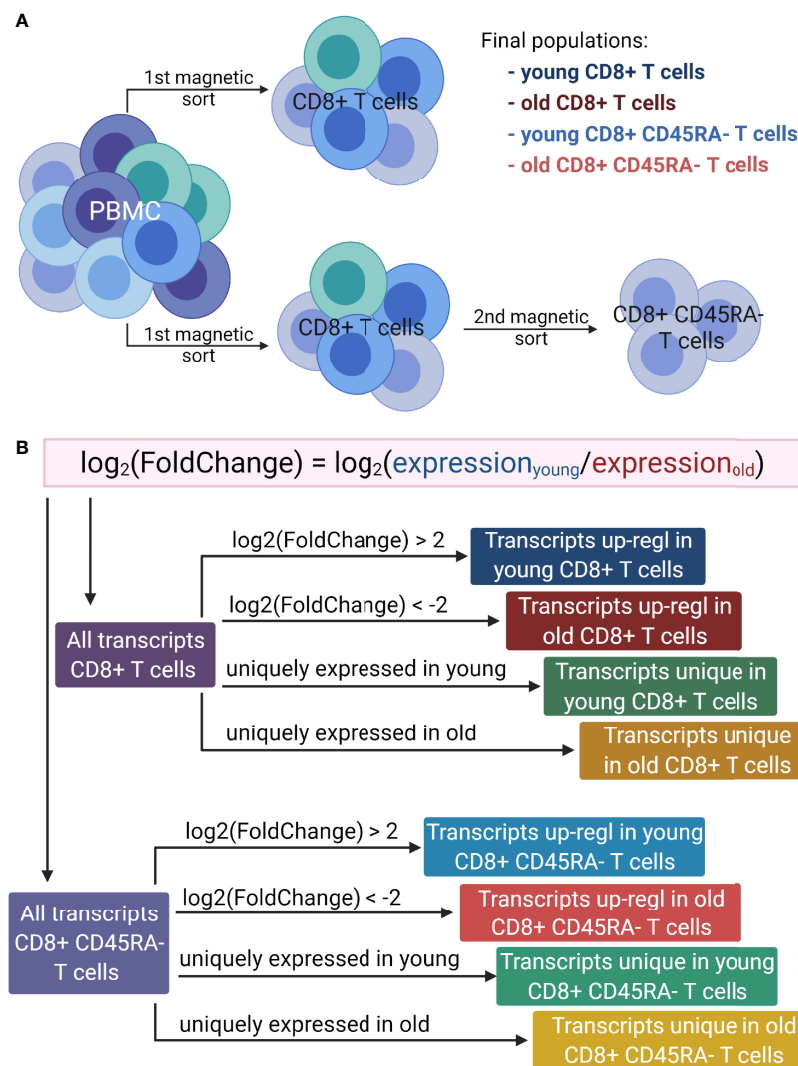 A
1st magnetic
sort
CD8+ T cells
Final populations:
- young CD8+ T cells
- old CD8+ T cells
- young CD8+ CD45RA- T cells
- old CD8+ CD45RA- T cells
PBMC
1st magnetic
sort
CD8+ T cells
2nd magnetic
sort
CD8+ CD45RA-
T cells
B
log₂(FoldChange) = log₂(expressionyoung/expressionold)
All transcripts
CD8+ T cells
log2(FoldChange) > 2
Transcripts up-regl in
young CD8+ T cells
log2(FoldChange) < -2
Transcripts up-regl in
old CD8+ T cells
uniquely expressed in young
Transcripts unique in
young CD8+ T cells
uniquely expressed in old
Transcripts unique
in old CD8+ T cells
All transcripts
CD8+ CD45RA-
T cells
log2(FoldChange) > 2
Transcripts up-regl in young
CD8+ CD45RA- T cells
log2(FoldChange) < -2
Transcripts up-regl in old
CD8+ CD45RA- T cells
uniquely expressed in young
Transcripts unique in young
CD8+ CD45RA- T cells
uniquely expressed in old
Transcripts unique in old
CD8+ CD45RA- T cells